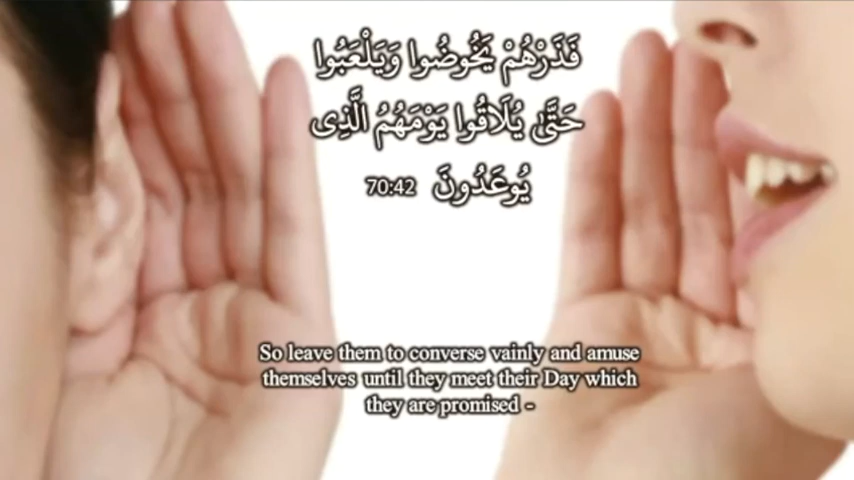 فَذَرْهُمْ يَخُوضُوا وَيَلْعَبُوا
حَتَّىٰ يُلَاقُوا يَوْمَهُمُ الَّذِى
يُوعَدُونَ 70:42
So leave them to converse vainly and amuse
themselves until they meet their Day which
they are promised -